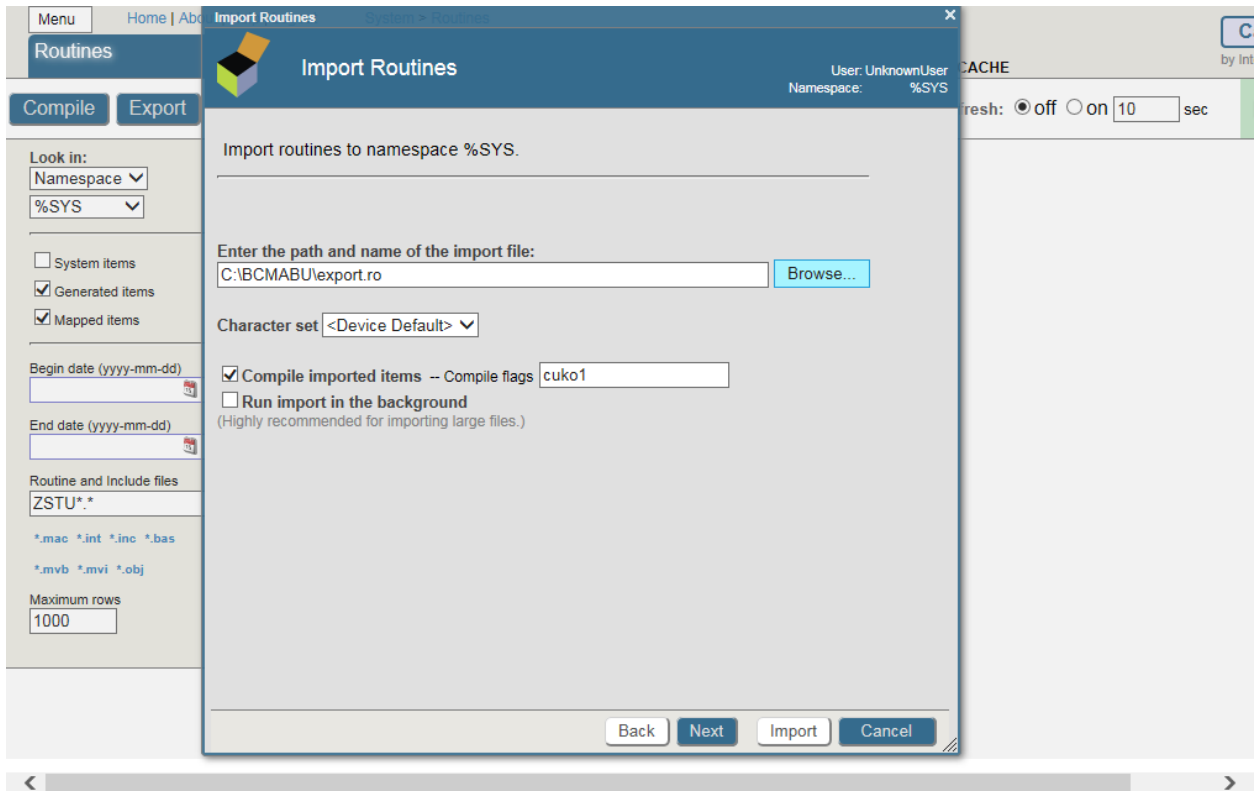 Menu Home | Abo
Routines
Compile Export
Look in:
Namespace
%SYS
System items
Generated items
Mapped items
Begin date (yyyy-mm-dd)
End date (yyyy-mm-dd)
Routine and Include files
ZSTU*.*
*.mac *.int *.inc *.bas
*.mvb *.mvi *.obj
Maximum rows
1000
Import Routines System > Routines ×
Import Routines
User: UnknownUser
Namespace: %SYS
Import routines to namespace %SYS.
Enter the path and name of the import file:
C:\BCMABU\export.ro Browse...
Character set <Device Default>
Compile imported items -- Compile flags cuko1
Run import in the background
(Highly recommended for importing large files.)
Back Next Import Cancel
CACHE
resh: off on 10 sec
C
by Int